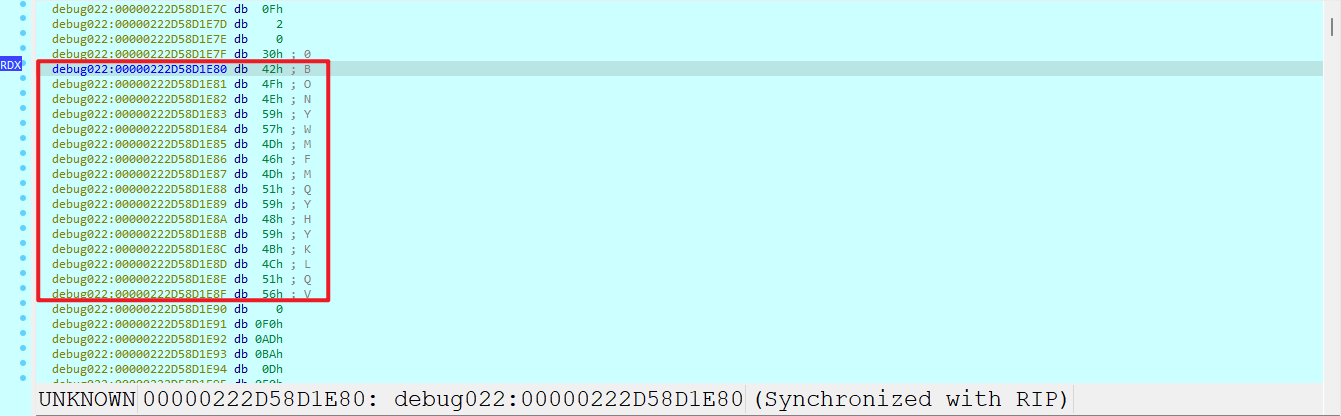 debug022:00000222D58D1E7C db 0Fh
debug022:00000222D58D1E7D db 2
debug022:00000222D58D1E7E db 0
debug022:00000222D58D1E7F db 30h ; 0
RDX
debug022:00000222D58D1E80 db 42h ; B
debug022:00000222D58D1E81 db 4Fh ; O
debug022:00000222D58D1E82 db 4Eh ; N
debug022:00000222D58D1E83 db 59h ; Y
debug022:00000222D58D1E84 db 57h ; W
debug022:00000222D58D1E85 db 4Dh ; M
debug022:00000222D58D1E86 db 46h ; F
debug022:00000222D58D1E87 db 4Dh ; M
debug022:00000222D58D1E88 db 51h ; Q
debug022:00000222D58D1E89 db 59h ; Y
debug022:00000222D58D1E8A db 48h ; H
debug022:00000222D58D1E8B db 59h ; Y
debug022:00000222D58D1E8C db 4Bh ; K
debug022:00000222D58D1E8D db 4Ch ; L
debug022:00000222D58D1E8E db 51h ; Q
debug022:00000222D58D1E8F db 56h ; V
debug022:00000222D58D1E90 db 0
debug022:00000222D58D1E91 db 0F0h
debug022:00000222D58D1E92 db 0ADh
debug022:00000222D58D1E93 db 0BAh
debug022:00000222D58D1E94 db 0Dh
UNKNOWN 00000222D58D1E80: debug022:00000222D58D1E80 (Synchronized with RIP)